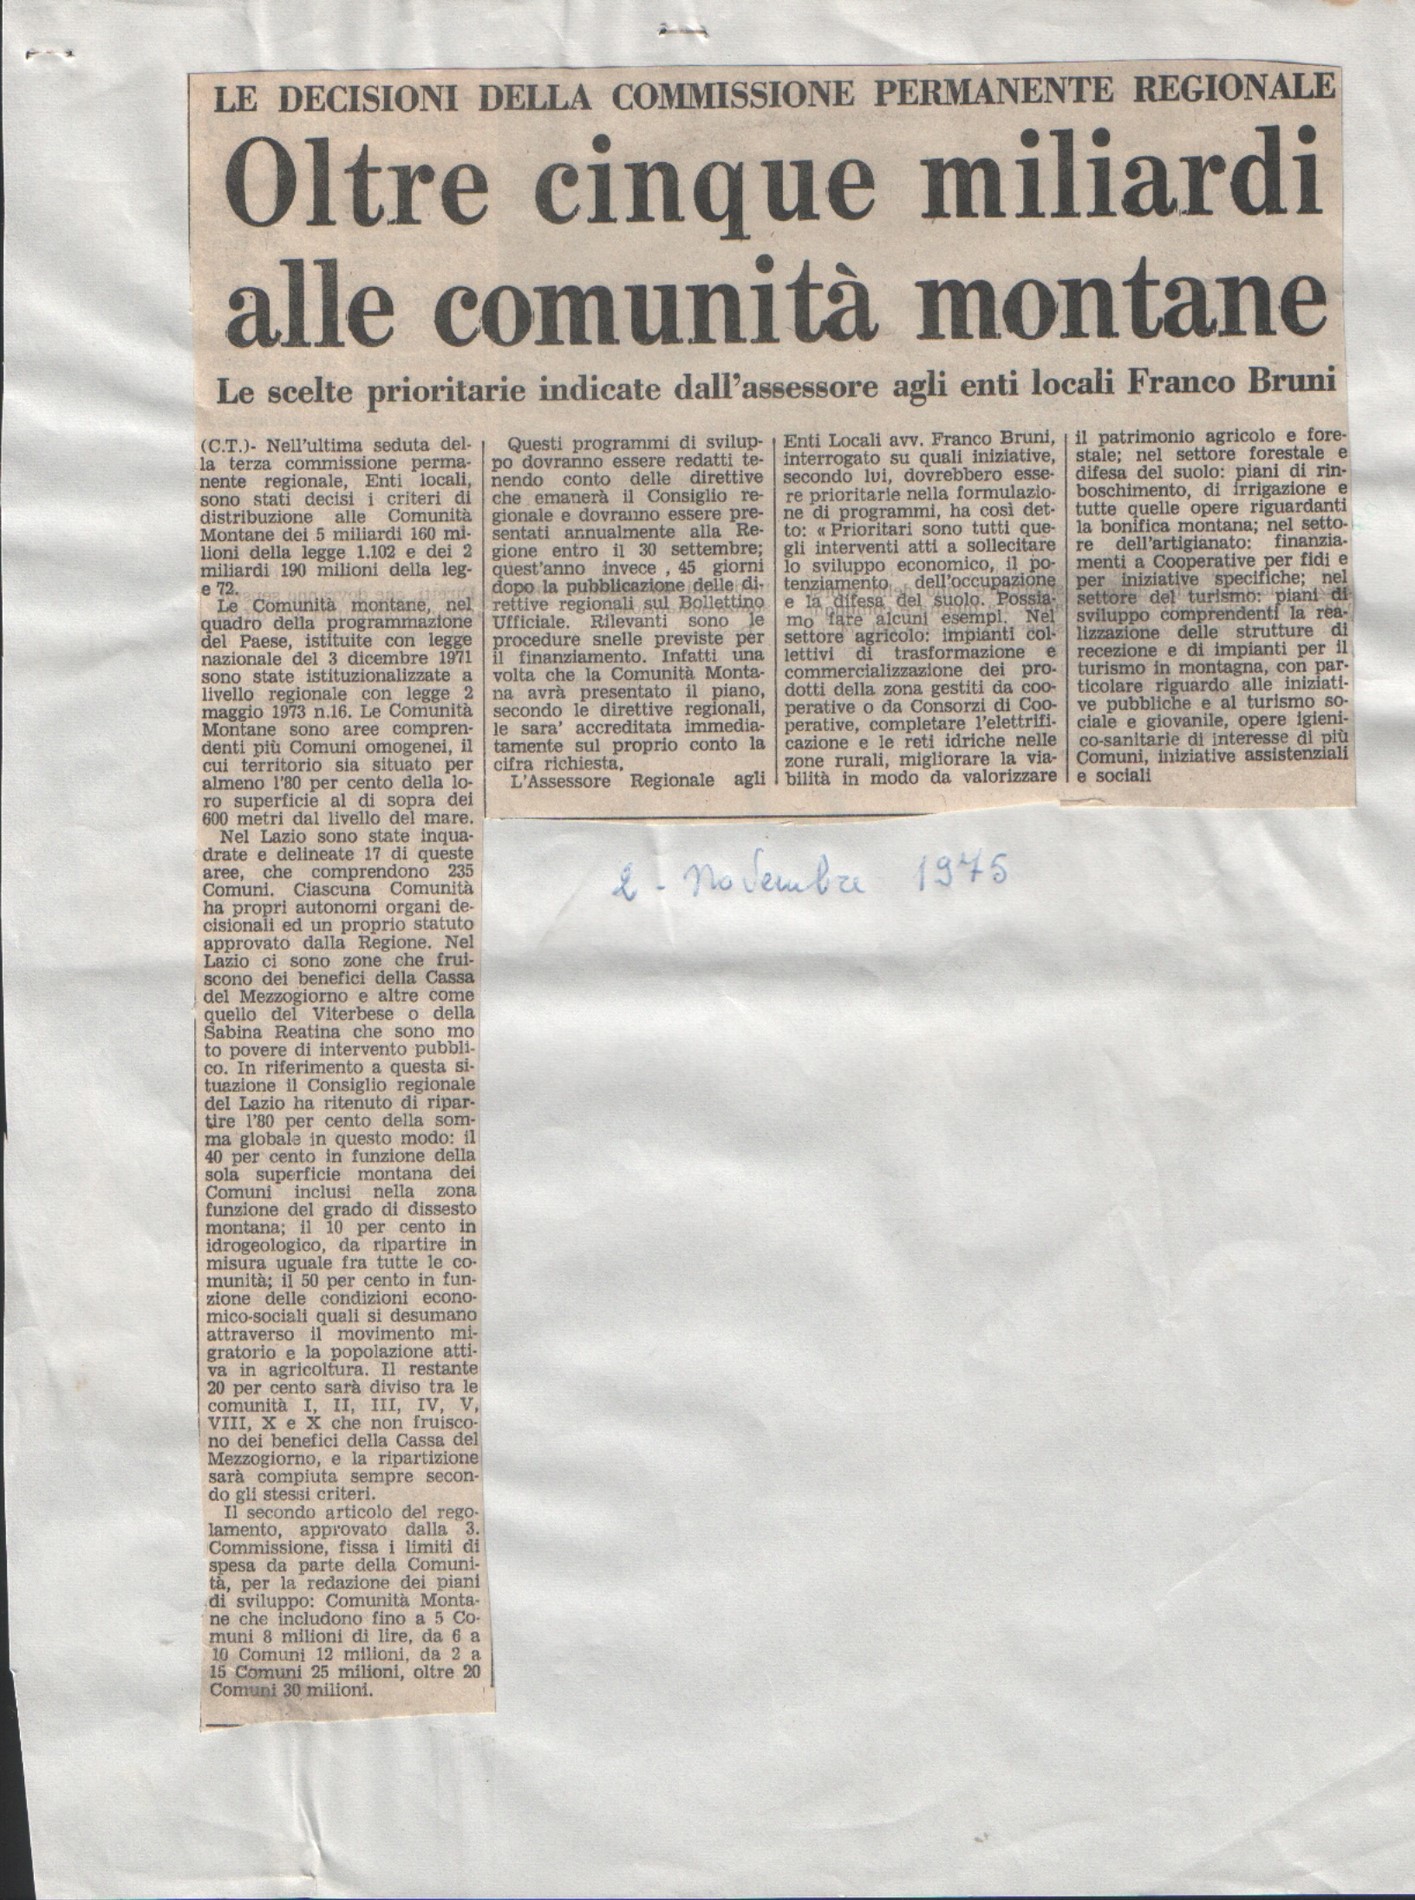 LE DECISIONI DELLA COMMISSIONE PERMANENTE REGIONALE
Oltre cinque miliardi
alle comunità montane
Le scelte prioritarie indicate dall'assessore agli enti locali Franco Bruni
(C.T.)- Nell'ultima seduta del-
la terza commissione perma-
nente regionale, Enti locali,
sono stati decisi i criteri di
distribuzione alle Comunità
Montane dei 5 miliardi 160 mi-
lioni della legge 1.102 e dei 2
miliardi 190 milioni della leg-
e 72.
Le Comunità montane, nel
quadro della programmazione
del Paese, istituite con legge
nazionale del 3 dicembre 1971
sono state istituzionalizzate a
livello regionale con legge 2
maggio 1973 n.16. Le Comunità
Montane sono aree compren-
denti più Comuni omogenei, il
cui territorio sia situato per
almeno l'80 per cento della lo-
ro superficie al di sopra dei
600 metri dal livello del mare.
Nel Lazio sono state inqua-
drate e delineate 17 di queste
aree, che comprendono 235
Comuni. Ciascuna Comunità
ha propri autonomi organi de-
cisionali ed un proprio statuto
approvato dalla Regione. Nel
Lazio ci sono zone che frui-
scono dei benefici della Cassa
del Mezzogiorno e altre come
quello del Viterbese o della
Sabina Reatina che sono mo
to povere di intervento pubbli-
co. In riferimento a questa si-
tuazione il Consiglio regionale
del Lazio ha ritenuto di ripar-
tire l'80 per cento della som-
ma globale in questo modo: il
40 per cento in funzione della
sola superficie montana dei
Comuni inclusi nella zona
funzione del grado di dissesto
montana; il 10 per cento in
idrogeologico, da ripartire in
misura uguale fra tutte le co-
munità; il 50 per cento in fun-
zione delle condizioni econo-
mico-sociali quali si desumano
attraverso il movimento mi-
gratorio e la popolazione atti-
va in agricoltura. Il restante
20 per cento sarà diviso tra le
comunità I, II, III, IV, V,
VIII, X e X che non fruisco-
no dei benefici della Cassa del
Mezzogiorno, e la ripartizione
sarà compiuta sempre secon-
do gli stessi criteri.
Il secondo articolo del rego-
lamento, approvato dalla 3.
Commissione, fissa i limiti di
spesa da parte della Comuni-
tà, per la redazione dei piani
di sviluppo: Comunità Monta-
ne che includono fino a 5 Co-
muni 8 milioni di lire, da 6 a
10 Comuni 12 milioni, da 2 a
15 Comuni 25 milioni, oltre 20
Comuni 30 milioni.
Questi programmi di svilup-
po dovranno essere redatti te-
nendo conto delle direttive
che emanerà il Consiglio re-
gionale e dovranno essere pre-
sentati annualmente alla Re-
gione entro il 30 settembre;
quest'anno invece , 45 giorni
dopo la pubblicazione delle di-
rettive regionali sul Bollettino
Ufficiale. Rilevanti sono le
procedure snelle previste per
il finanziamento. Infatti una
volta che la Comunità Monta-
na avrà presentato il piano,
secondo le direttive regionali,
le sara' accreditata immedia-
tamente sul proprio conto la
cifra richiesta.
L'Assessore Regionale agli
Enti Locali avv. Franco Bruni,
interrogato su quali iniziative,
secondo lui, dovrebbero esse-
re prioritarie nella formulazio-
ne di programmi, ha così det-
to: « Prioritari sono tutti que-
gli interventi atti a sollecitare
lo sviluppo economico, il po-
tenziamento dell'occupazione
e la difesa del suolo. Possia-
mo fare alcuni esempi. Nel
settore agricolo: impianti col-
lettivi di trasformazione e
commercializzazione dei pro-
dotti della zona gestiti da coo-
perative o da Consorzi di Coo-
perative, completare l'elettrifi-
cazione e le reti idriche nelle
zone rurali, migliorare la via-
bilità in modo da valorizzare
il patrimonio agricolo e fore-
stale; nel settore forestale e
difesa del suolo: piani di rin-
boschimento, di irrigazione e
tutte quelle opere riguardanti
la bonifica montana; nel setto-
re dell'artigianato: finanzia-
menti a Cooperative per fidi e
per iniziative specifiche; nel
settore del turismo: piani di
sviluppo comprendenti la rea-
lizzazione delle strutture di
recezione e di impianti per il
turismo in montagna, con par-
ticolare riguardo alle iniziati-
ve pubbliche e al turismo so-
ciale e giovanile, opere igieni-
co-sanitarie di interesse di più
Comuni, iniziative assistenziali
e sociali
2 - Novembre 1975